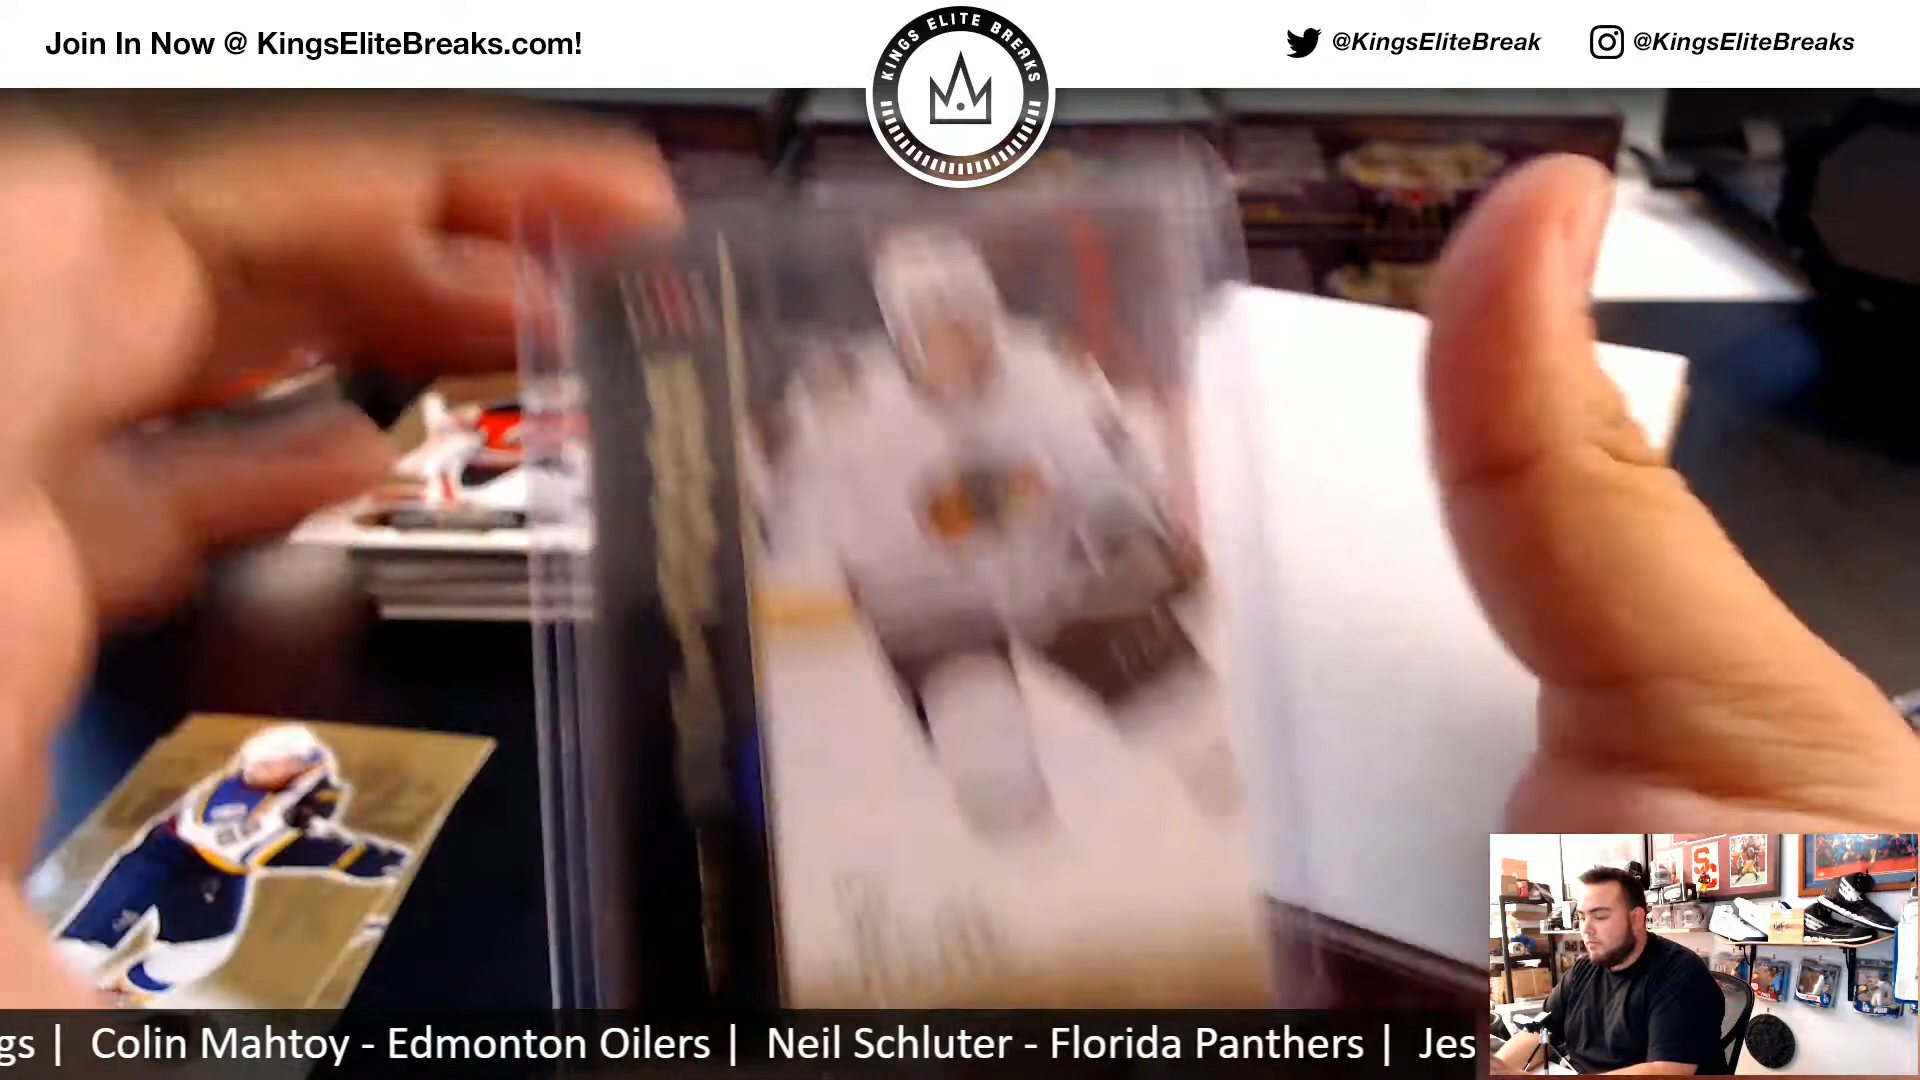 Join In Now @ KingsEliteBreaks.com!
KINGS ELITE BREAKS
@KingsEliteBreak
@KingsEliteBreaks
gs | Colin Mahtoy - Edmonton Oilers | Neil Schluter - Florida Panthers | Jes